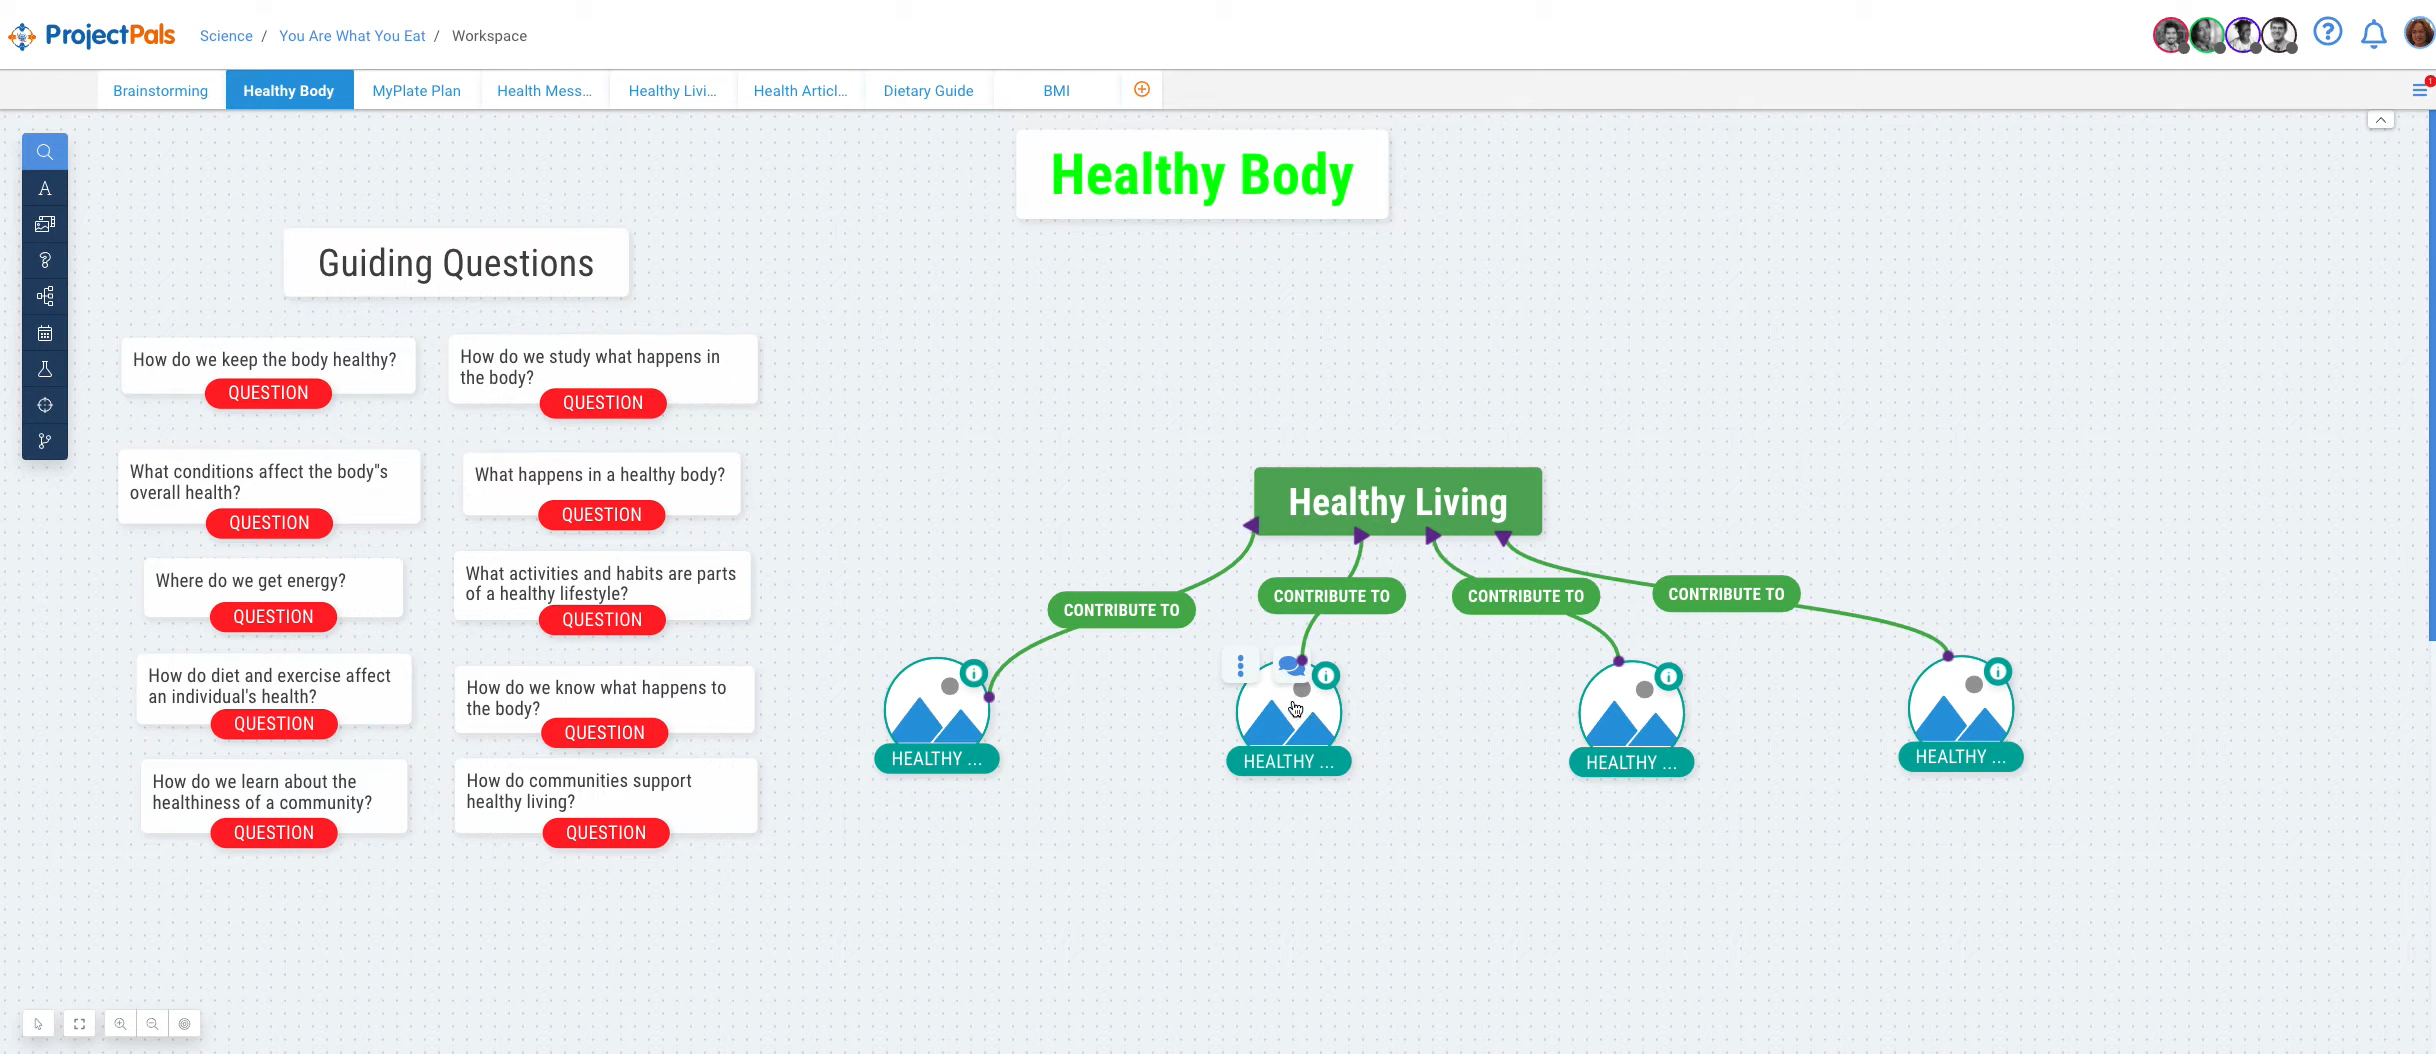 ProjectPals
Science / You Are What You Eat / Workspace
1
Brainstorming
Healthy Body
MyPlate Plan
Health Mess...
Healthy Livi...
Health Articl...
Dietary Guide
BMI
Healthy Body
Guiding Questions
How do we keep the body healthy?
QUESTION
How do we study what happens in
the body?
QUESTION
What conditions affect the body"s
overall health?
QUESTION
What happens in a healthy body?
QUESTION
Where do we get energy?
QUESTION
What activities and habits are parts
of a healthy lifestyle?
QUESTION
How do diet and exercise affect
an individual's health?
QUESTION
How do we know what happens to
the body?
QUESTION
How do we learn about the
healthiness of a community?
QUESTION
How do communities support
healthy living?
QUESTION
Healthy Living
CONTRIBUTE TO
CONTRIBUTE TO
CONTRIBUTE TO
CONTRIBUTE TO
HEALTHY ...
HEALTHY ...
HEALTHY ...
HEALTHY ...